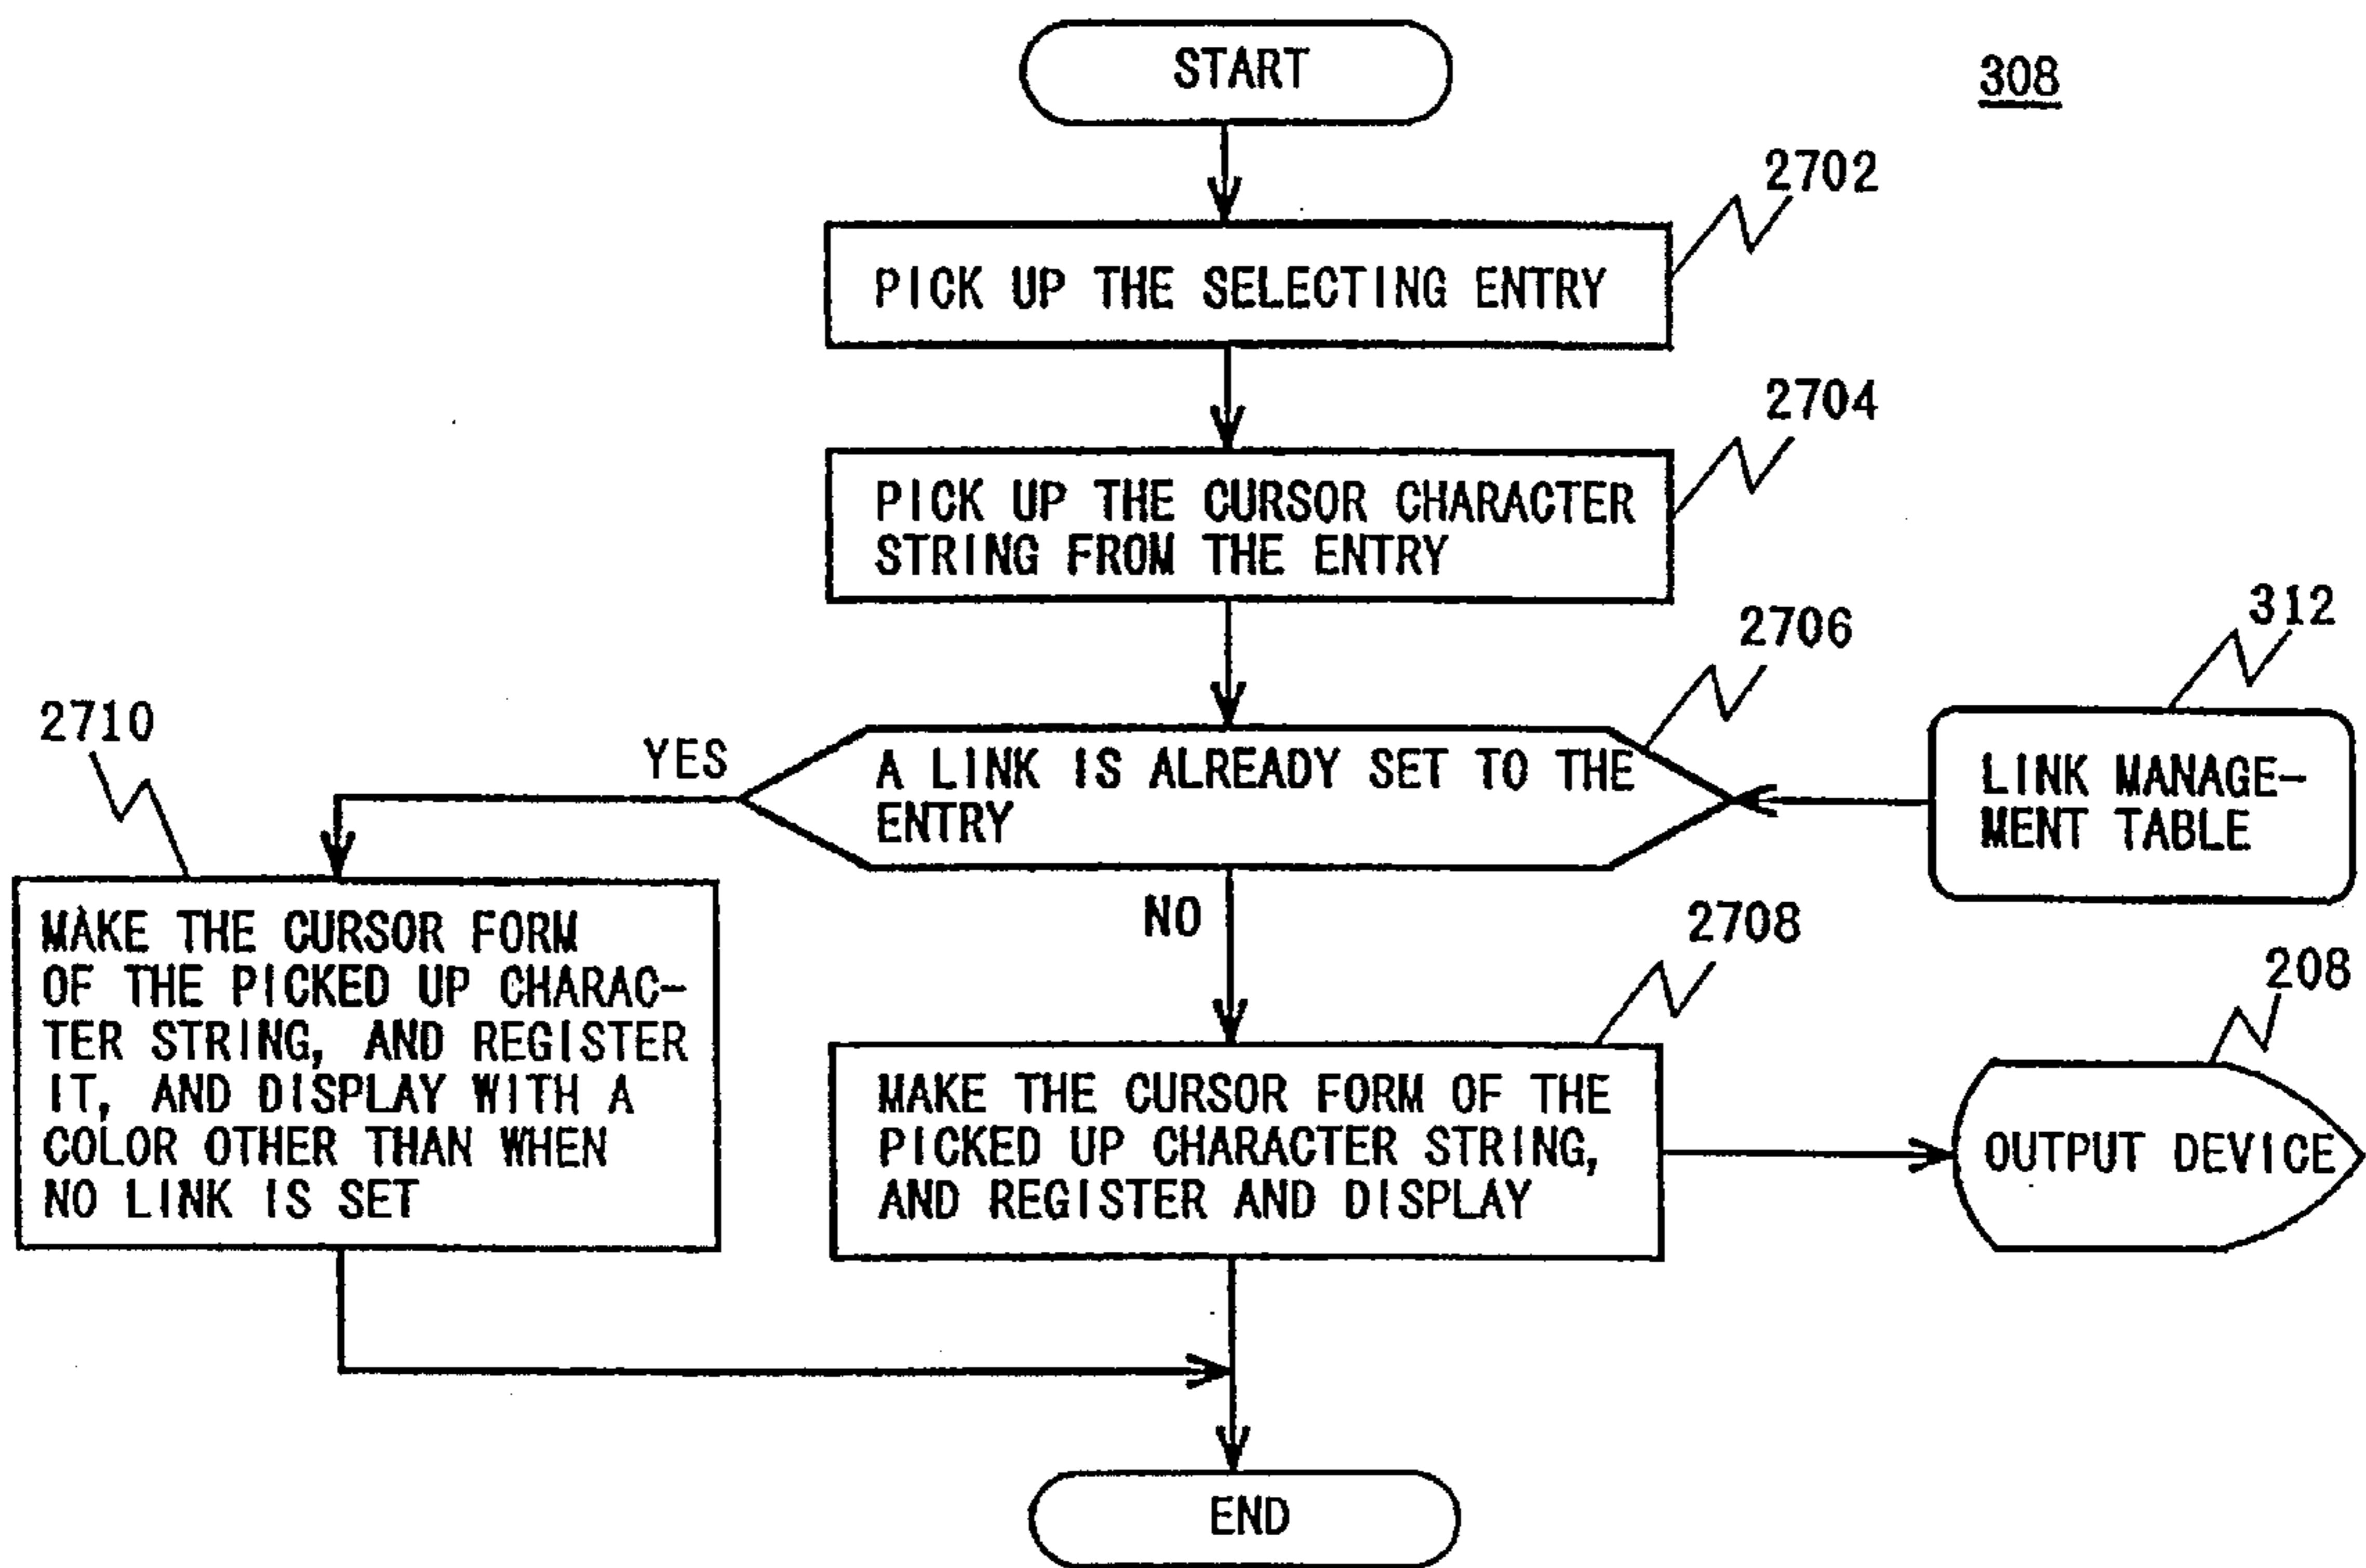 START
308
2702
PICK UP THE SELECTING ENTRY
2704
PICK UP THE CURSOR CHARACTER
STRING FROM THE ENTRY
2706
312
2710
YES
A LINK IS ALREADY SET TO THE
ENTRY
LINK MANAGE-
MENT TABLE
NO
2708
208
MAKE THE CURSOR FORM
OF THE PICKED UP CHARAC-
TER STRING, AND REGISTER
IT, AND DISPLAY WITH A
COLOR OTHER THAN WHEN
NO LINK IS SET
MAKE THE CURSOR FORM OF THE
PICKED UP CHARACTER STRING,
AND REGISTER AND DISPLAY
OUTPUT DEVICE
END